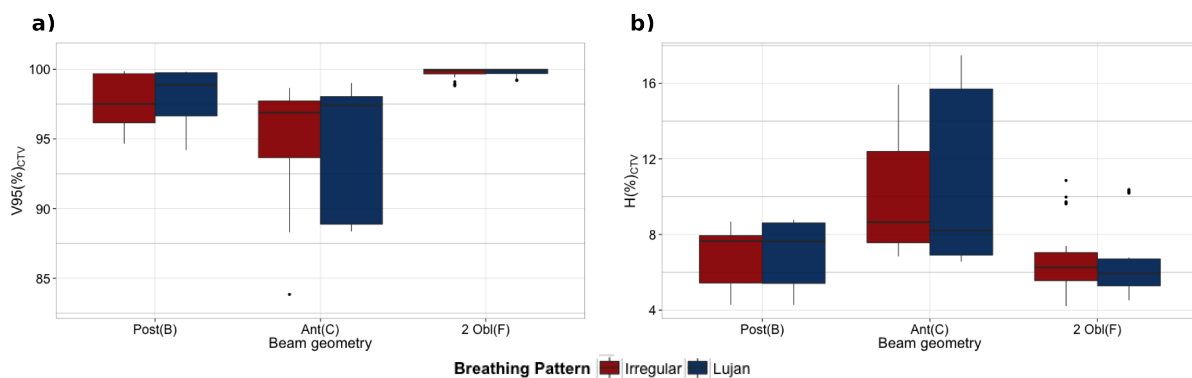 a)
V95(%)CTV
100
95
90
85
Post(B) Ant(C) 2 Obl(F)
Beam geometry
b)
H(%)CTV
16
12
8
4
Post(B) Ant(C) 2 Obl(F)
Beam geometry
Breathing Pattern Irregular Lujan